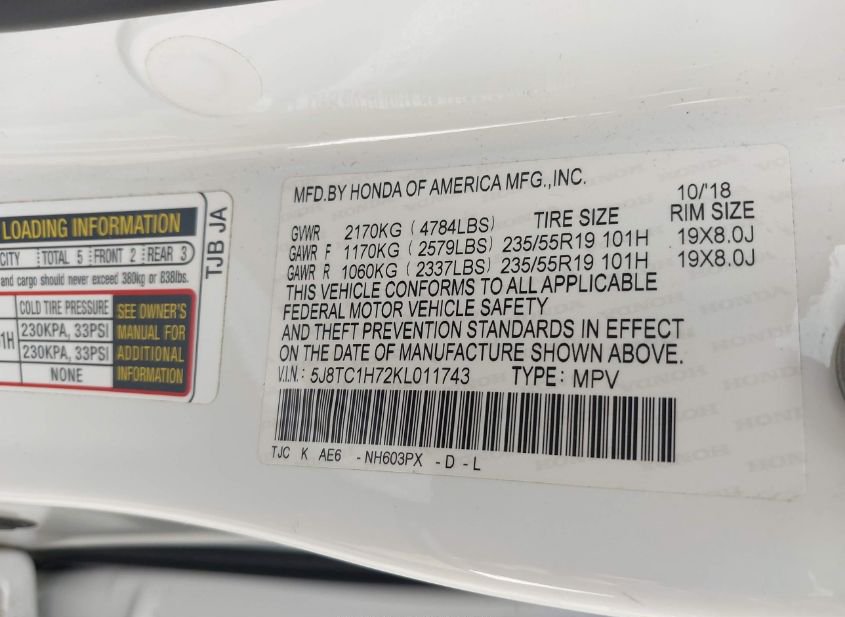 LOADING INFORMATION
CITY TOTAL 5 FRONT 2 REAR 3
and cargo should never exceed 380kg or 838lbs.
COLD TIRE PRESSURE
230KPA, 33PSI
230KPA, 33PSI
NONE
SEE OWNER'S
MANUAL FOR
ADDITIONAL
INFORMATION
TJB JA
MFD.BY HONDA OF AMERICA MFG.,INC. 10/'18
GVWR 2170KG (4784LBS) TIRE SIZE RIM SIZE
GAWR F 1170KG (2579LBS) 235/55R19 101H 19X8.0J
GAWR R 1060KG (2337LBS) 235/55R19 101H 19X8.0J
THIS VEHICLE CONFORMS TO ALL APPLICABLE
FEDERAL MOTOR VEHICLE SAFETY
AND THEFT PREVENTION STANDARDS IN EFFECT
ON THE DATE OF MANUFACTURE SHOWN ABOVE.
V.I.N.: 5J8TC1H72KL011743 TYPE: MPV
TJC K AE6 -NH603PX -D -L